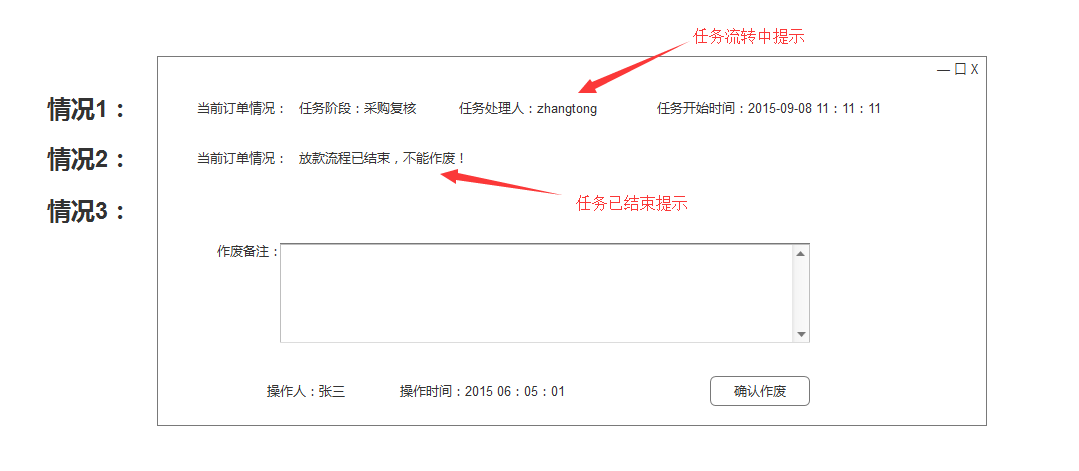 任务流转中提示
— 口 X
情况1： 当前订单情况： 任务阶段：采购复核 任务处理人：zhangtong 任务开始时间：2015-09-08 11：11：11
情况2： 当前订单情况： 放款流程已结束，不能作废！
任务已结束提示
情况3：
作废备注：
操作人：张三 操作时间：2015 06：05：01 确认作废